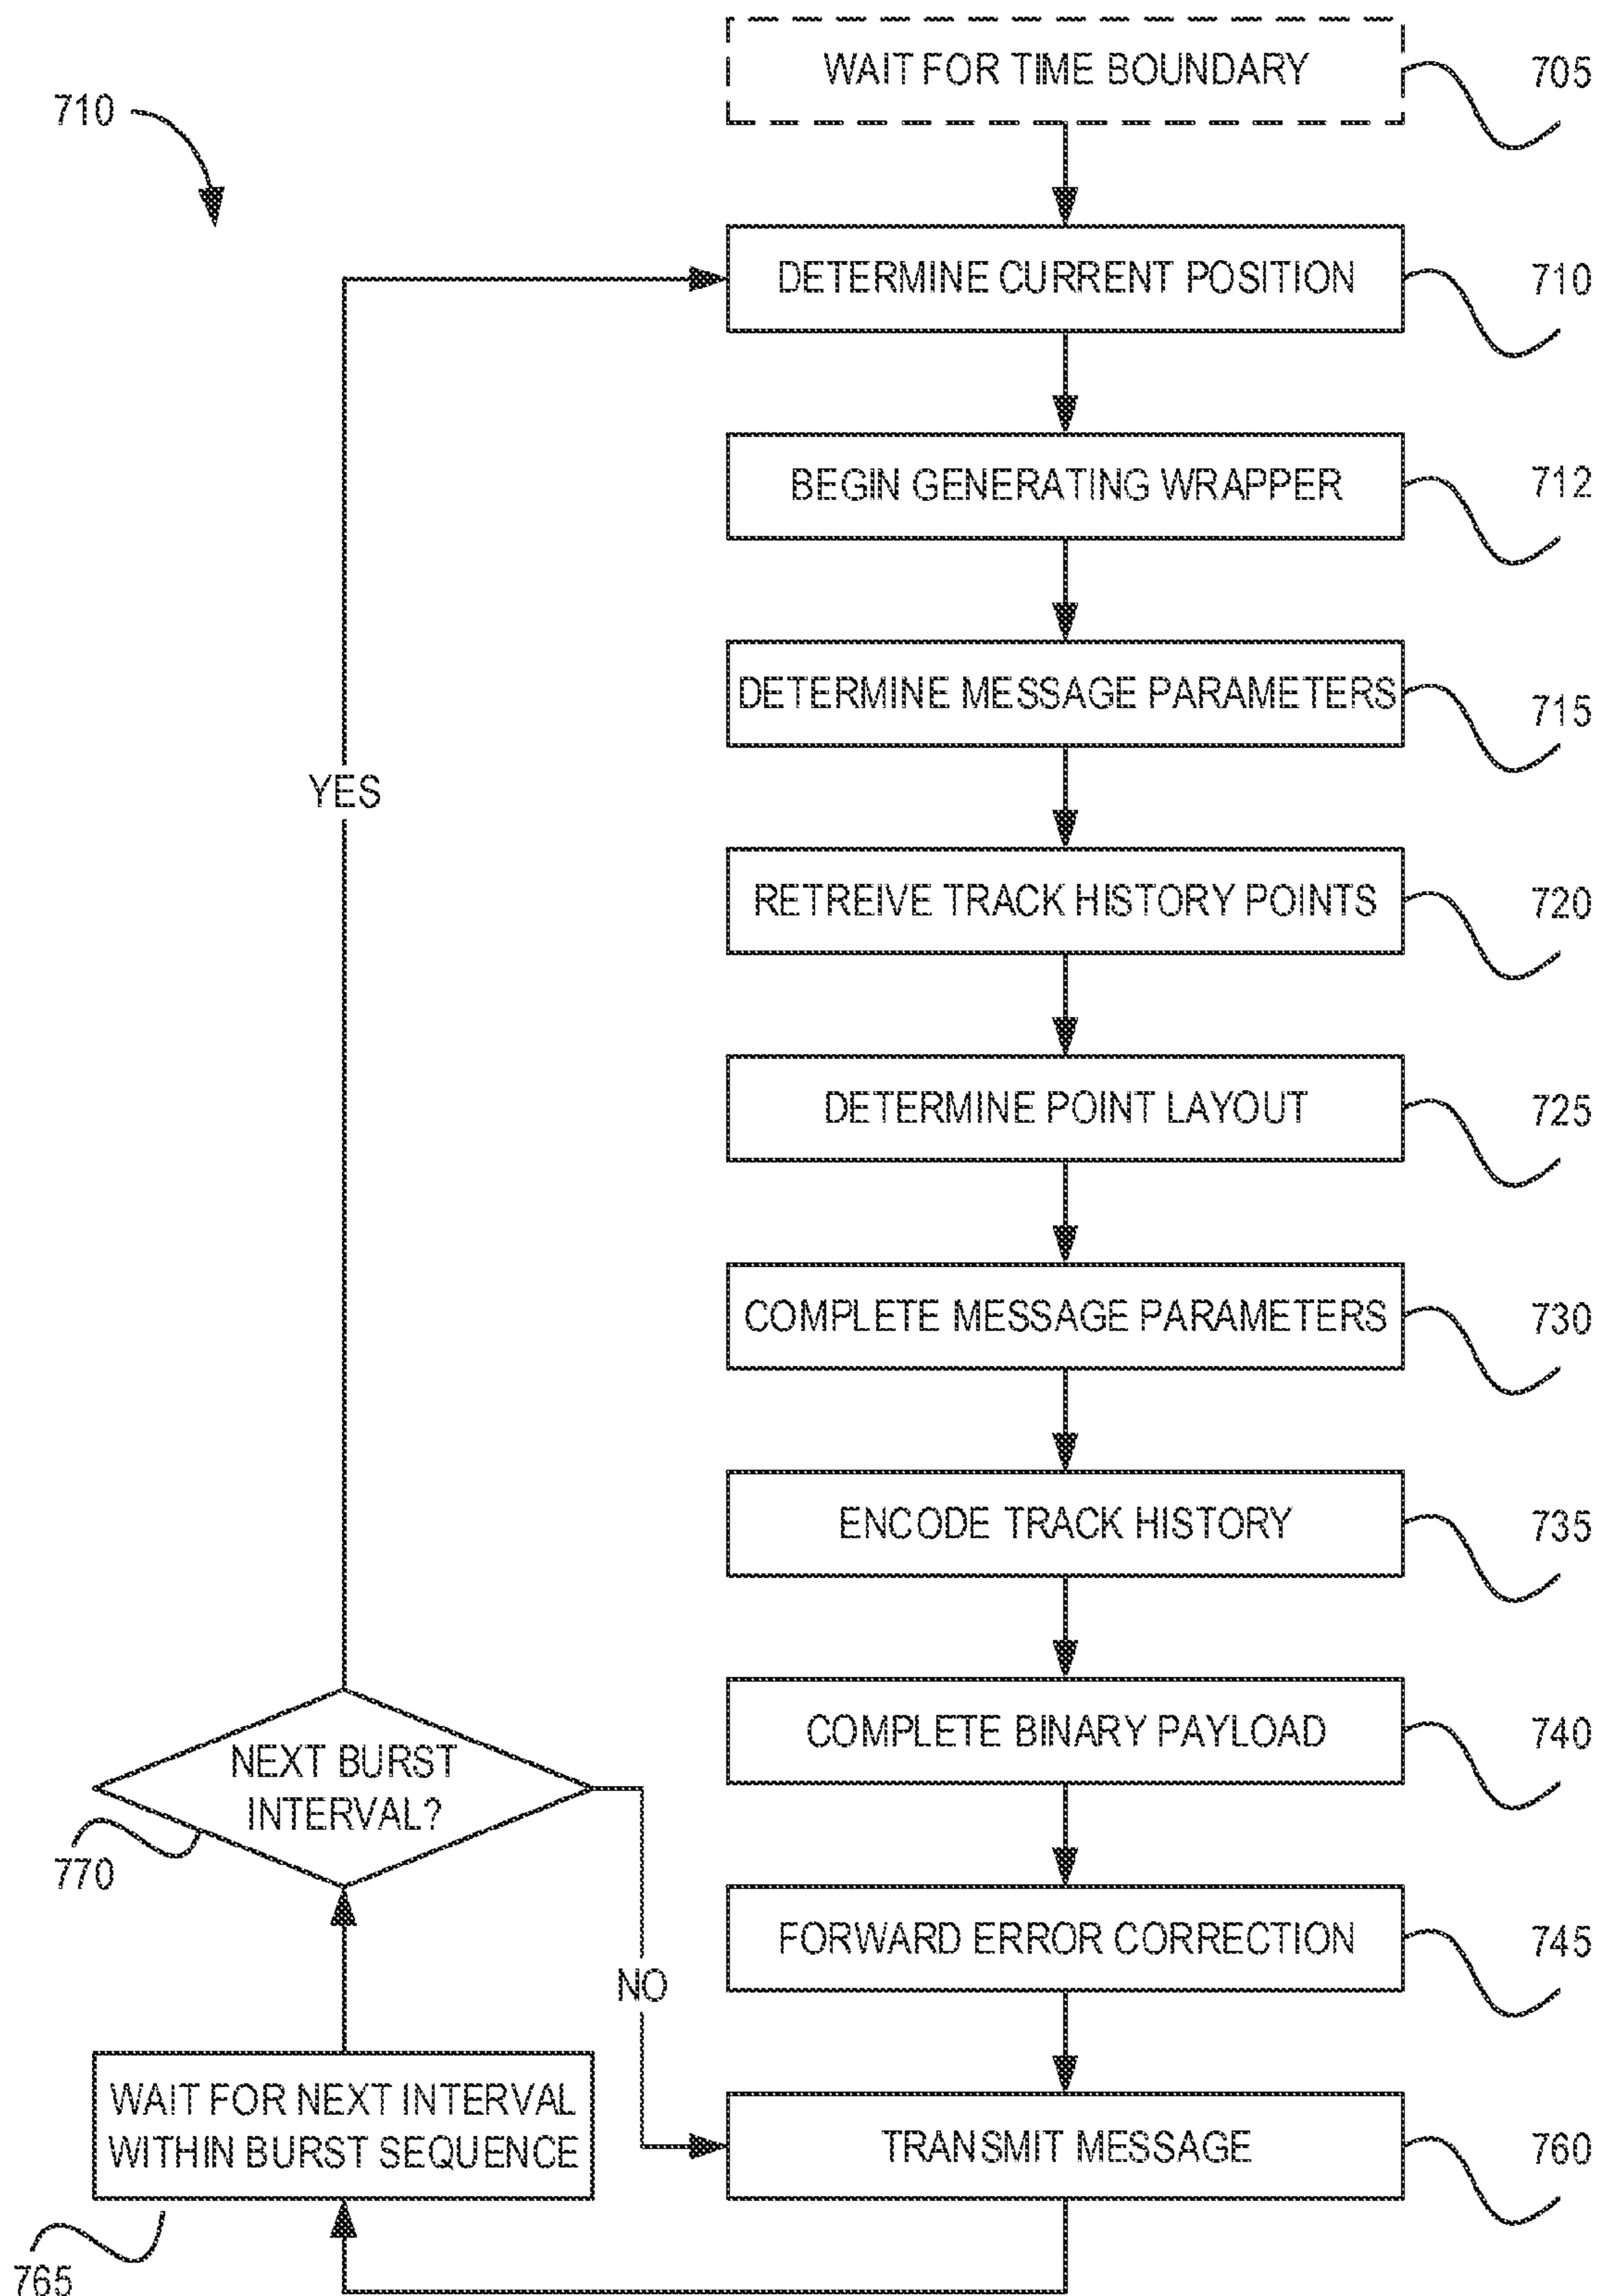 WAIT FOR TIME BOUNDARY
705
710
DETERMINE CURRENT POSITION
710
BEGIN GENERATING WRAPPER
712
DETERMINE MESSAGE PARAMETERS
715
YES
RETREIVE TRACK HISTORY POINTS
720
DETERMINE POINT LAYOUT
725
COMPLETE MESSAGE PARAMETERS
730
ENCODE TRACK HISTORY
735
COMPLETE BINARY PAYLOAD
740
NEXT BURST
INTERVAL?
770
FORWARD ERROR CORRECTION
745
NO
WAIT FOR NEXT INTERVAL
WITHIN BURST SEQUENCE
765
TRANSMIT MESSAGE
760